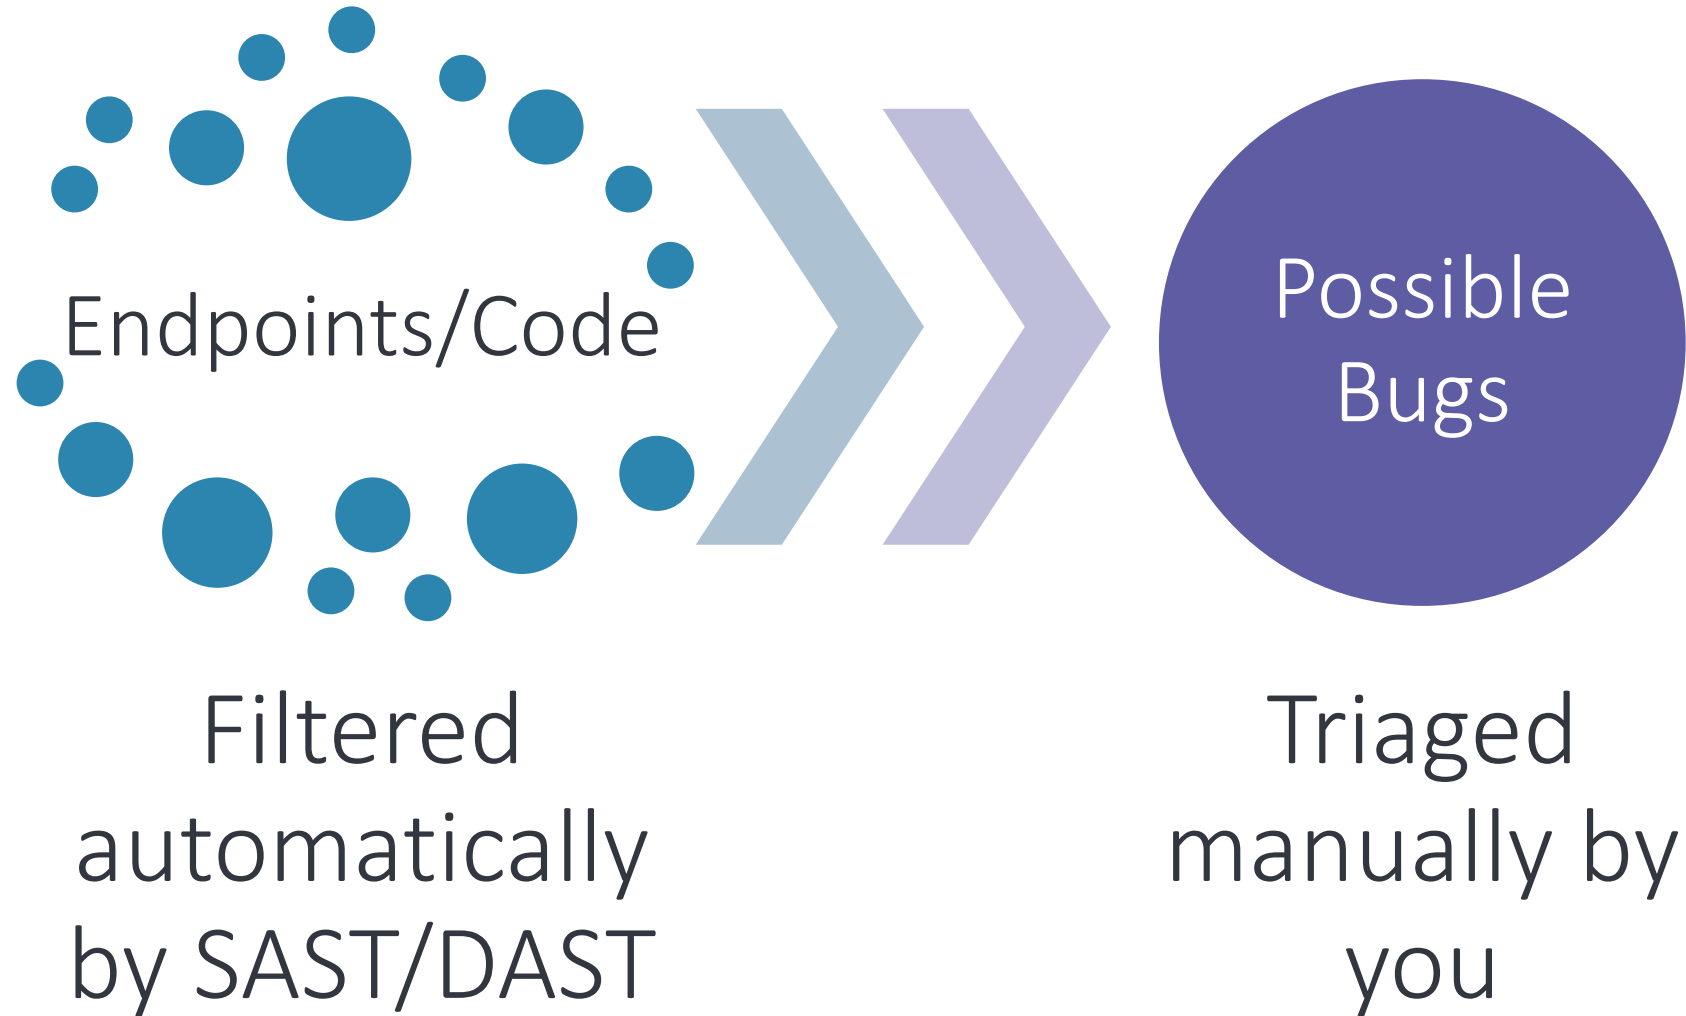 Endpoints/Code
Possible
Bugs
Filtered
automatically
by SAST/DAST
Triaged
manually by
you